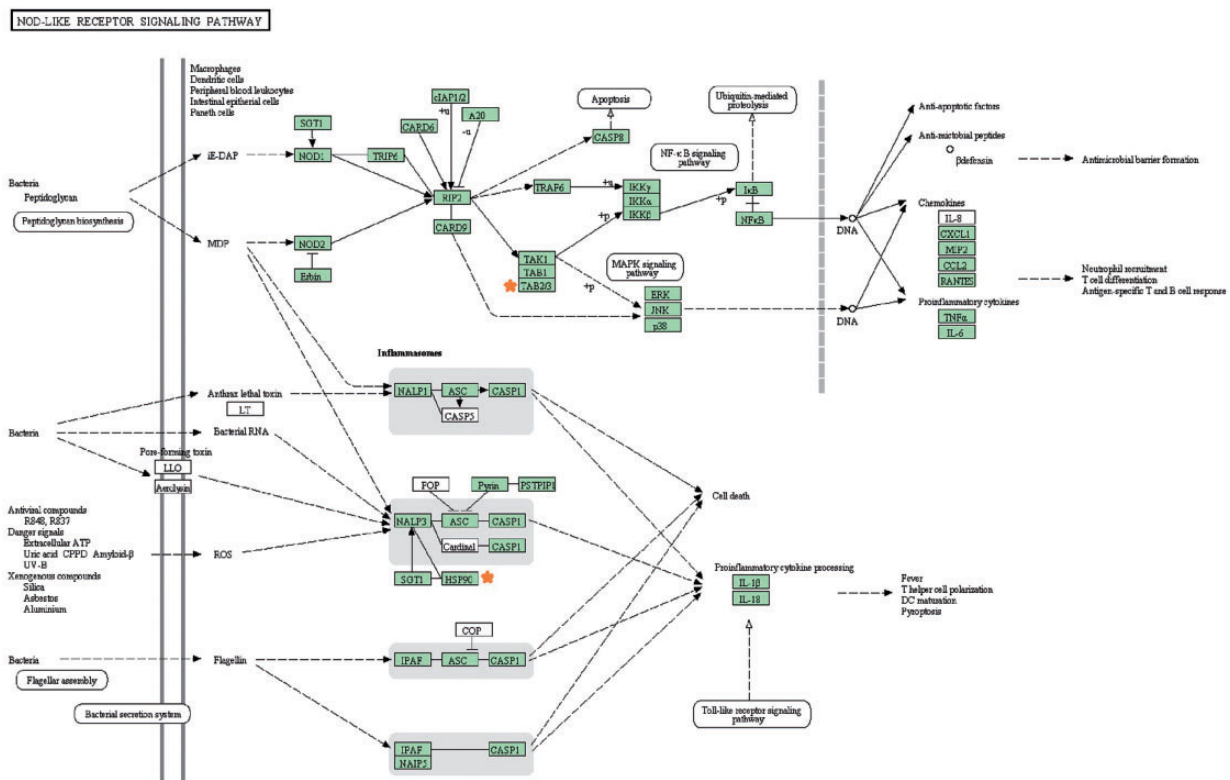 NOD-LIKE RECEPTOR SIGNALING PATHWAY
Macrophages
Dendritic cells
Peripheral blood leukocytes
Intestinal epitherial cells
Paneth cells
SGT1
NOD1
TRIP6
CARD6
cIAP1/2
+u
A20
-u
RIP2
CARD9
Apoptosis
CASP8
Ubiquitin-mediated
proteolysis
NF-κB signaling
pathway
TRAF6
+u
IKKγ
IKKα
IKKβ
+p
IκB
+p
NFκB
DNA
Anti-apoptotic factors
Anti-microbial peptides
βdefensin
Antimicrobial barrier formation
Bacteria
Peptidoglycan
Peptidoglycan biosynthesis
iE-DAP
MDP
NOD2
Erbin
TAK1
TAB1
TAB2/3
+p
MAPK signaling
pathway
ERK
JNK
p38
DNA
Chemokines
IL-8
CXCL1
MIP2
CCL2
RANTES
Neutrophil recruitment
T cell differentiation
Antigen-specific T and B cell response
Proinflammatory cytokines
TNFα
IL-6
Inflammasomes
NALP1
ASC
CASP1
CASP5
Bacteria
Anthrax lethal toxin
LT
Bacterial RNA
Pore-forming toxin
LLO
Aerolysin
FOP
Pyrin
PSTPIP1
NALP3
ASC
CASP1
Cardinal
CASP1
SGT1
HSP90
Antiviral compounds
R848, R837
Danger signals
Extracellular ATP
Uric acid CPPD Amyloid-β
UV-B
Xenogenous compounds
Silica
Asbestos
Aluminium
ROS
Cell death
Proinflammatory cytokine processing
IL-1β
IL-18
Fever
T helper cell polarization
DC maturation
Pyroptosis
Bacteria
Flagellar assembly
Bacterial secretion system
Flagellin
COP
IPAF
ASC
CASP1
Toll-like receptor signaling
pathway
IPAF
CASP1
NAIP5